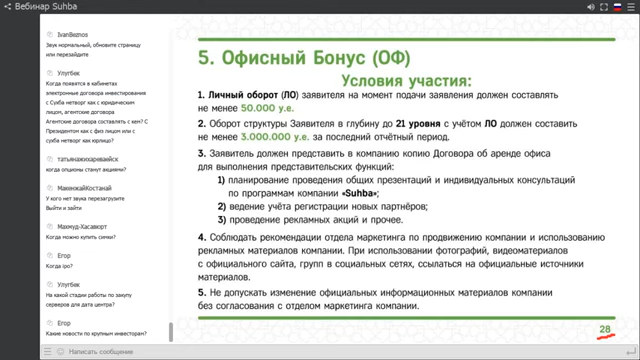 Вебинар Suhba
IvanBeznos
Звук нормальный, обновите страницу
или перезайдите
Улугбек
Когда появятся в кабинетах
электронные договора инвестирования
с Сухба нетворг как с юридическим
лицом, агентские договора
Агентские договора составлять с кем? С
Президентом как с физ лицом или с
сухба нетворг как юрлицо?
татьянажихаревайск
когда опционы станут акциями?
МахмжайКостанай
У кого нет звука перезагрузите
Выйти и зайти
Махмуд-Хасавюрт
Когда можно купить симки?
Егор
Когда ipo?
Улугбек
На какой стадии работы по закупу
серверов для дата центра?
Егор
Какие новости по крупным инвесторам?
Написать сообщение
5. Офисный Бонус (ОФ)
Условия участия:
1. Личный оборот (ЛО) заявителя на момент подачи заявления должен составлять
не менее 50.000 у.е.
2. Оборот структуры Заявителя в глубину до 21 уровня с учётом ЛО должен составить
не менее 3.000.000 у.е. за последний отчётный период.
3. Заявитель должен представить в компанию копию Договора об аренде офиса
для выполнения представительских функций:
1) планирование проведения общих презентаций и индивидуальных консультаций
по программам компании «Suhba»;
2) ведение учёта регистрации новых партнёров;
3) проведение рекламных акций и прочее.
4. Соблюдать рекомендации отдела маркетинга по продвижению компании и использованию
рекламных материалов компании. При использовании фотографий, видеоматериалов
с официального сайта, групп в социальных сетях, ссылаться на официальные источники
материалов.
5. Не допускать изменение официальных информационных материалов компании
без согласования с отделом маркетинга компании.
28